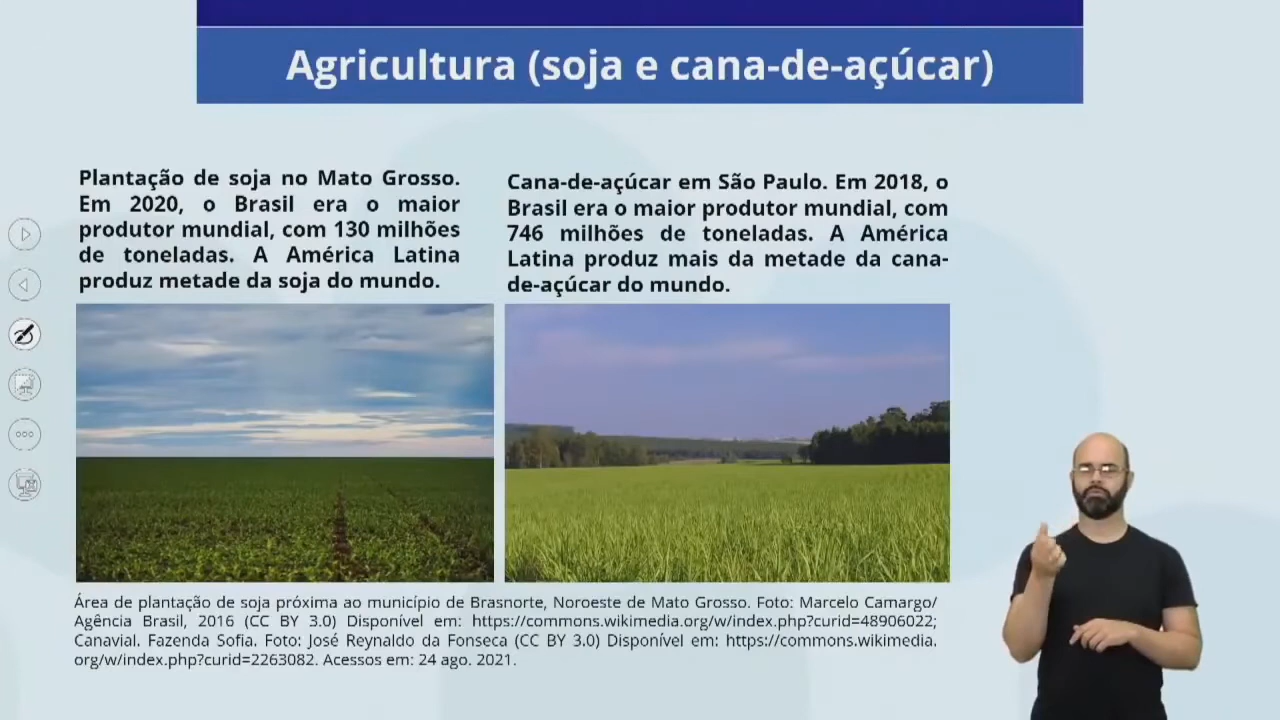 Agricultura (soja e cana-de-açúcar)
Plantação de soja no Mato Grosso.
Em 2020, o Brasil era o maior
produtor mundial, com 130 milhões
de toneladas. A América Latina
produz metade da soja do mundo.
Cana-de-açúcar em São Paulo. Em 2018, o
Brasil era o maior produtor mundial, com
746 milhões de toneladas. A América
Latina produz mais da metade da cana-
de-açúcar do mundo.
Área de plantação de soja próxima ao município de Brasnorte, Noroeste de Mato Grosso. Foto: Marcelo Camargo/
Agência Brasil, 2016 (CC BY 3.0) Disponível em: https://commons.wikimedia.org/w/index.php?curid=48906022;
Canavial. Fazenda Sofia. Foto: José Reynaldo da Fonseca (CC BY 3.0) Disponível em: https://commons.wikimedia.
org/w/index.php?curid=2263082. Acessos em: 24 ago. 2021.